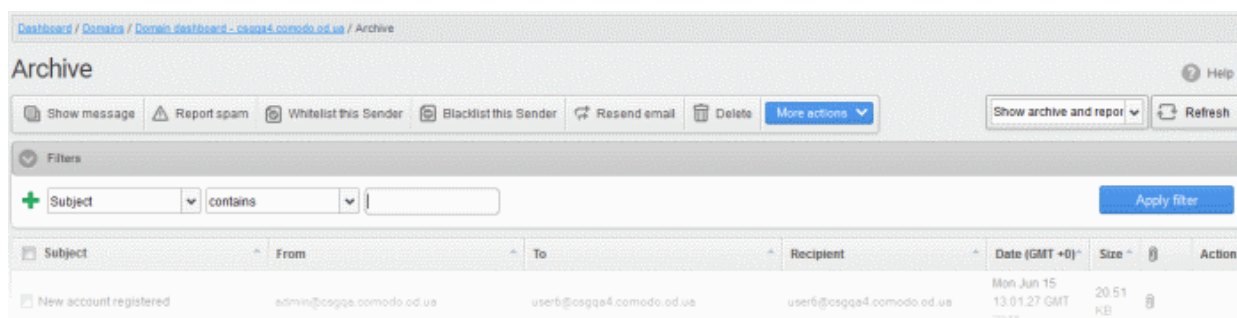 Dashboard / Domains / Domain dashboard - csgqa4.comodo.od.ua / Archive
Archive
Help
Show message Report spam Whitelist this Sender Blacklist this Sender Resend email Delete More actions Show archive and repor Refresh
Filters
Subject contains Apply filter
Subject From To Recipient Date (GMT +0) Size Action
New account registered admin@csgqa.comodo.od.ua user6@csgqa4.comodo.od.ua user6@csgqa4.comodo.od.ua Mon Jun 15 13:01:27 GMT 20.51 KB